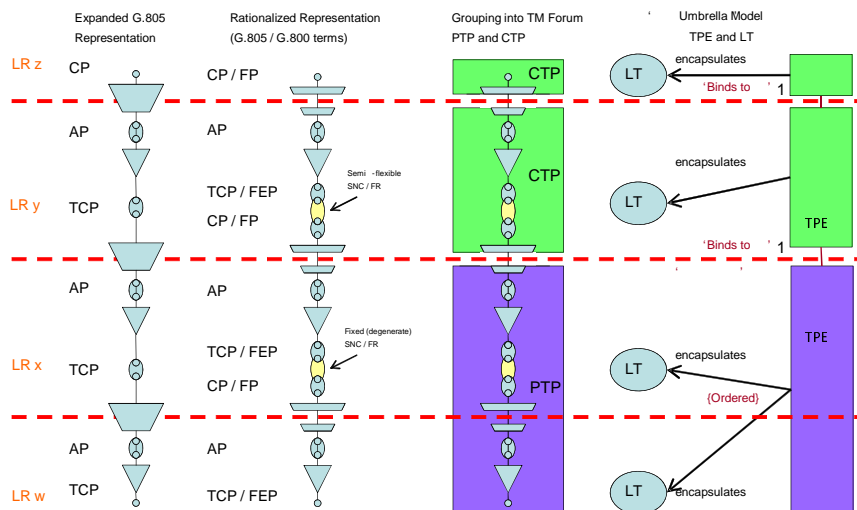 Expanded G.805
Representation
Rationalized Representation
(G.805 / G.800 terms)
Grouping into TM Forum
PTP and CTP
‘ Umbrella Model ’
TPE and LT
LR z
CP
CP / FP
CTP
LT
encapsulates
‘Binds to ’ 1
AP
AP
Semi -flexible
SNC / FR
CTP
encapsulates
LR y
TCP
TCP / FEP
CP / FP
LT
TPE
‘Binds to ’ 1
‘ ’
AP
AP
Fixed (degenerate)
SNC / FR
TPE
LR x
TCP
TCP / FEP
CP / FP
PTP
LT
encapsulates
{Ordered}
AP
AP
LR w
TCP
TCP / FEP
LT
encapsulates